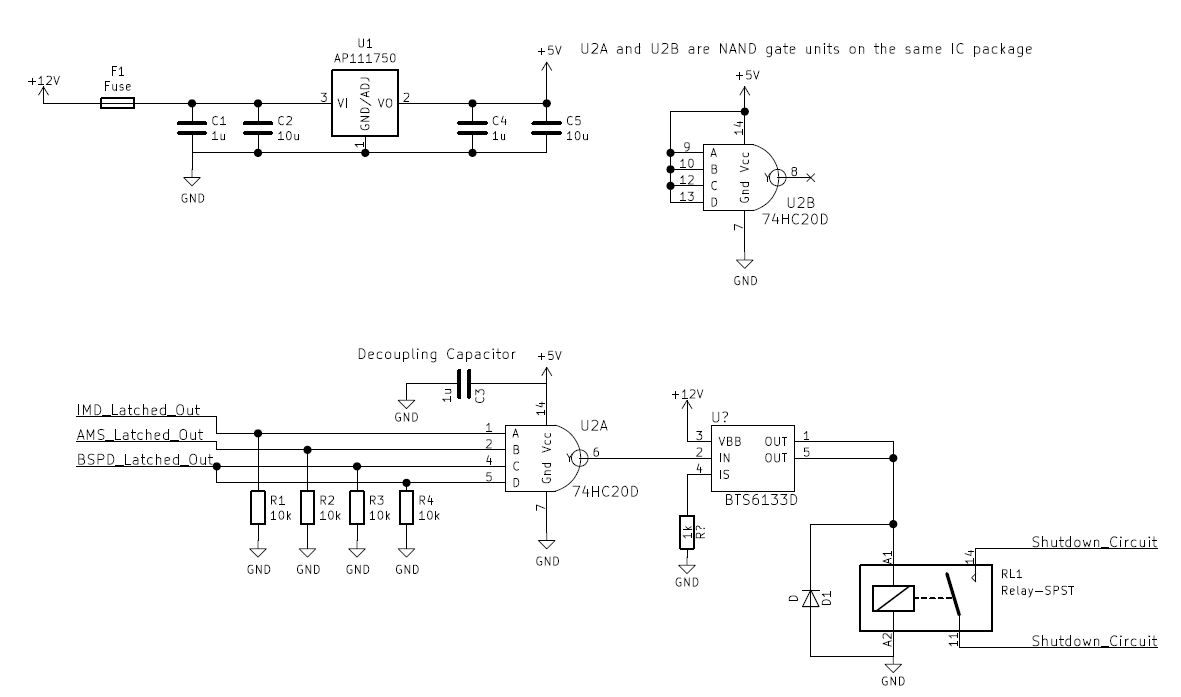 U1
AP111750
+5V
U2A and U2B are NAND gate units on the same IC package
F1
Fuse
+12V
+5V
3 VI GND/ADJ VO 2
1
C1
1u
C2
10u
C4
1u
C5
10u
14
9 A
10 B
12 C
13 D
Gnd Vcc
Y 8
U2B
74HC20D
7
GND
GND
Decoupling Capacitor
+5V
1u
C3
GND
+12V
14
IMD_Latched_Out
AMS_Latched_Out
BSPD_Latched_Out
1 A
2 B
4 C
5 D
Gnd Vcc
Y 6
U2A
74HC20D
7
U?
3 VBB OUT 1
2 IN OUT 5
4 IS
BTS6133D
R1
10k
R2
10k
R3
10k
R4
10k
1k
R?
GND
GND
GND
GND
GND
GND
Shutdown_Circuit
A1
14
RL1
Relay-SPST
D
D1
A2
11
Shutdown_Circuit
GND